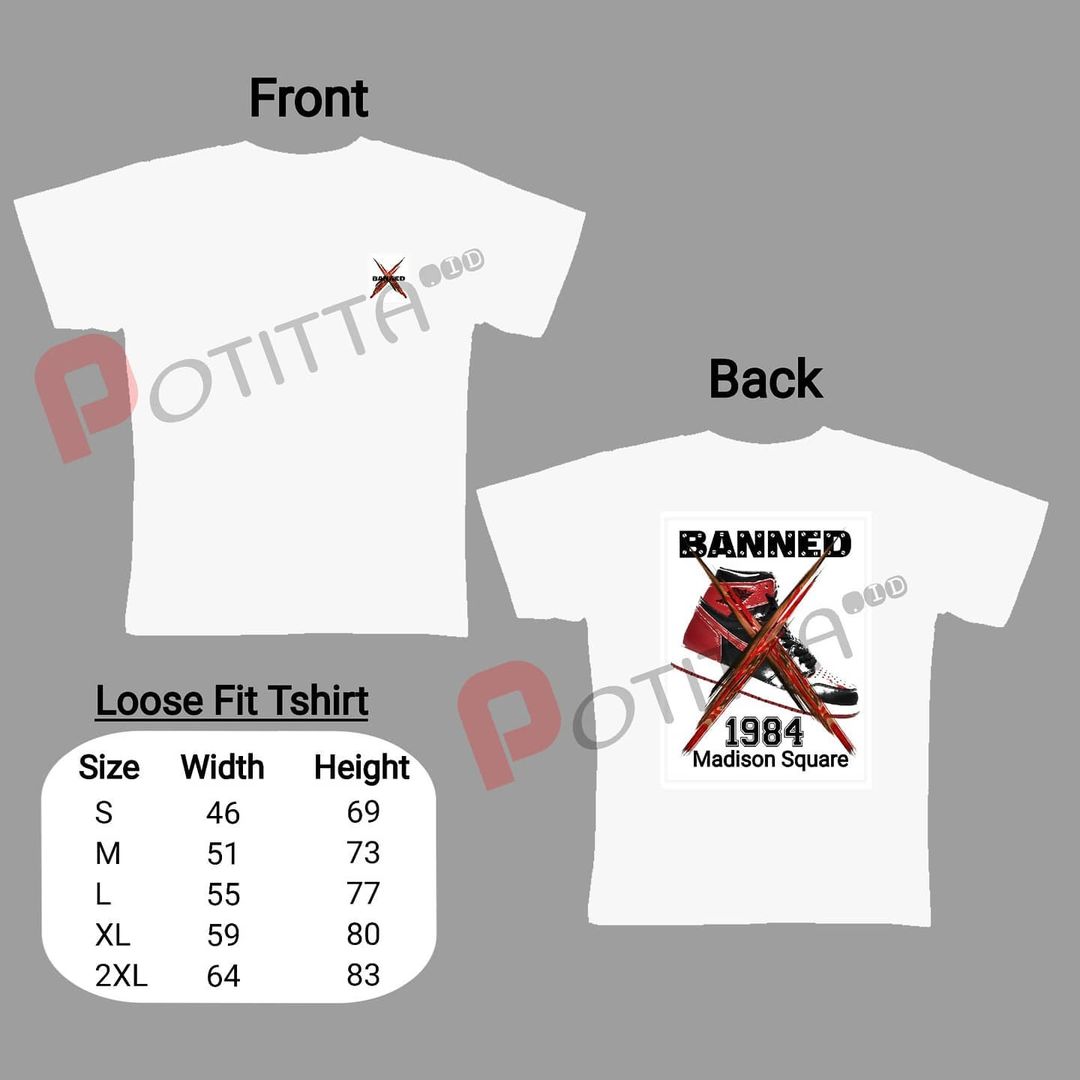 Front
BANNED
POTITTA.ID
Back
BANNED
1984
Madison Square
POTITTA.ID
Loose Fit Tshirt
Size Width Height
S 46 69
M 51 73
L 55 77
XL 59 80
2XL 64 83